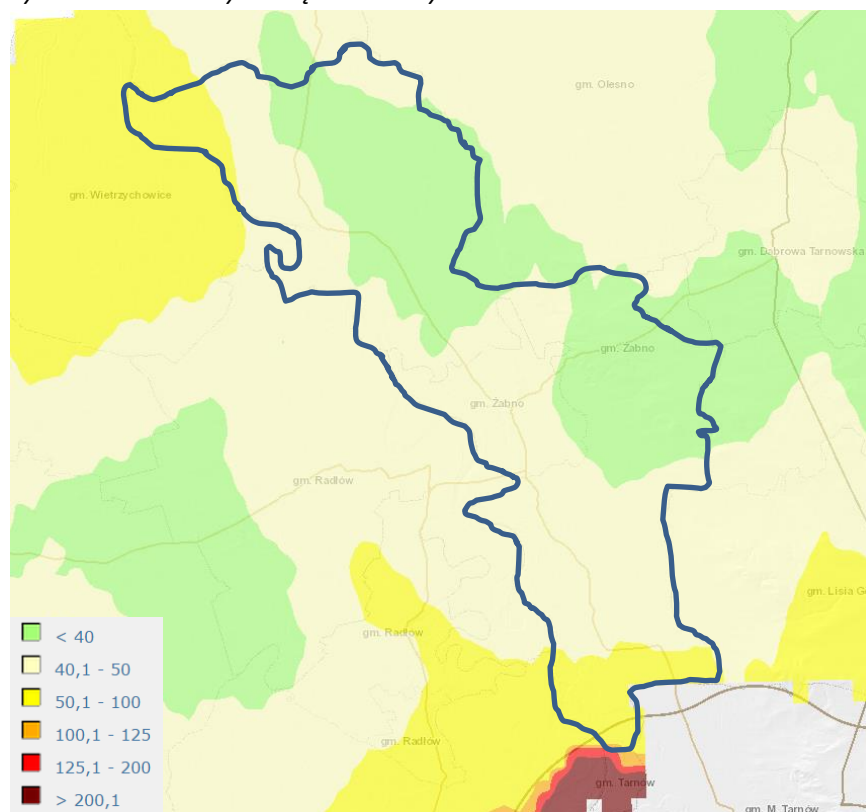 gm. Olesno
gm. Wietrzychowice
gm. Dąbrowa Tarnowska
gm. Żabno
gm. Żabno
gm. Radłów
gm. Lisia G
gm. Radłów
gm. Radłów
gm. Tarnów
gm. M. Tarnów
< 40
40,1 - 50
50,1 - 100
100,1 - 125
125,1 - 200
> 200,1